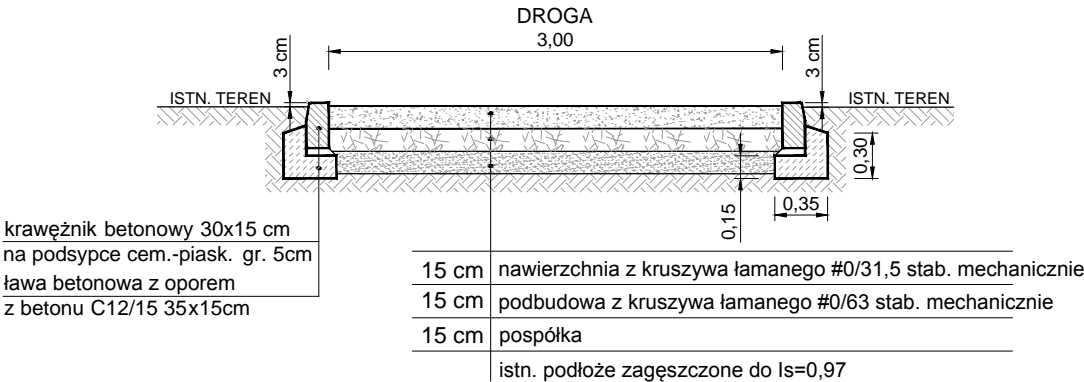 DROGA
3,00
3 cm
3 cm
ISTN. TEREN
ISTN. TEREN
0,30
0,15
0,35
krawężnik betonowy 30x15 cm
na podsypce cem.-piask. gr. 5cm
ława betonowa z oporem
z betonu C12/15 35x15cm
15 cm nawierzchnia z kruszywa łamanego #0/31,5 stab. mechanicznie
15 cm podbudowa z kruszywa łamanego #0/63 stab. mechanicznie
15 cm pospółka
istn. podłoże zagęszczone do Is=0,97